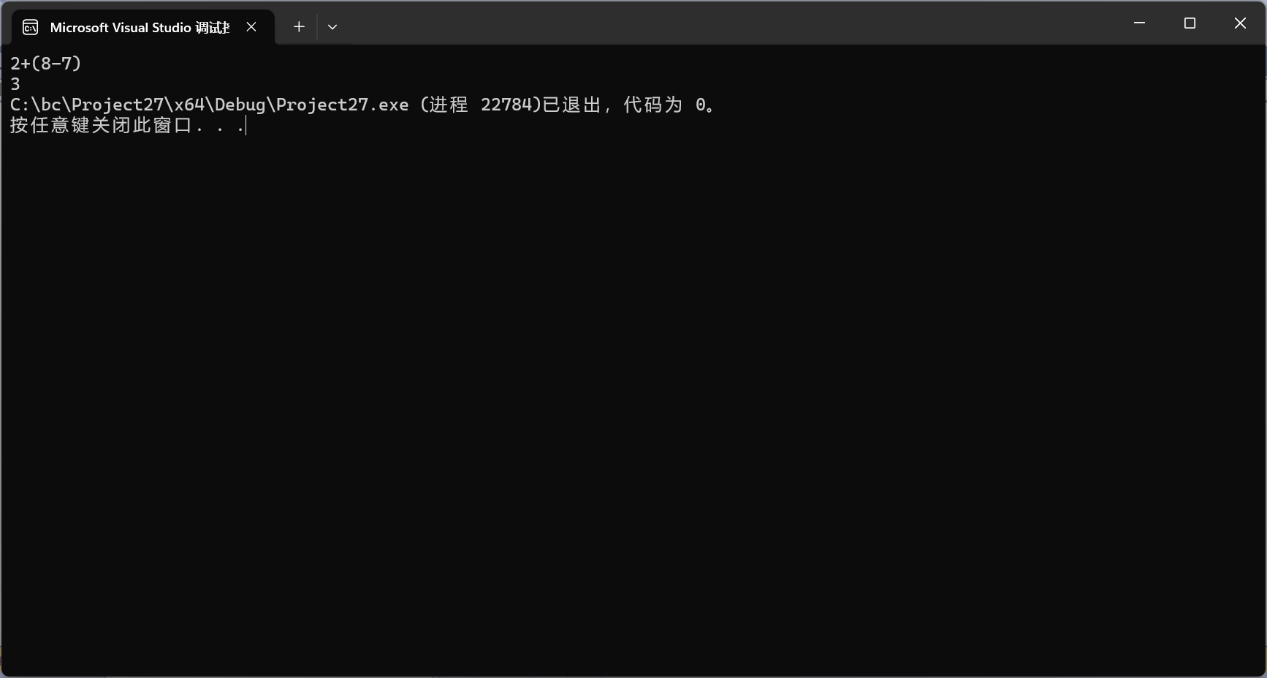 Microsoft Visual Studio 调试
2+(8-7)
3
C:\bc\Project27\x64\Debug\Project27.exe (进程 22784)已退出，代码为 0。
按任意键关闭此窗口. . .